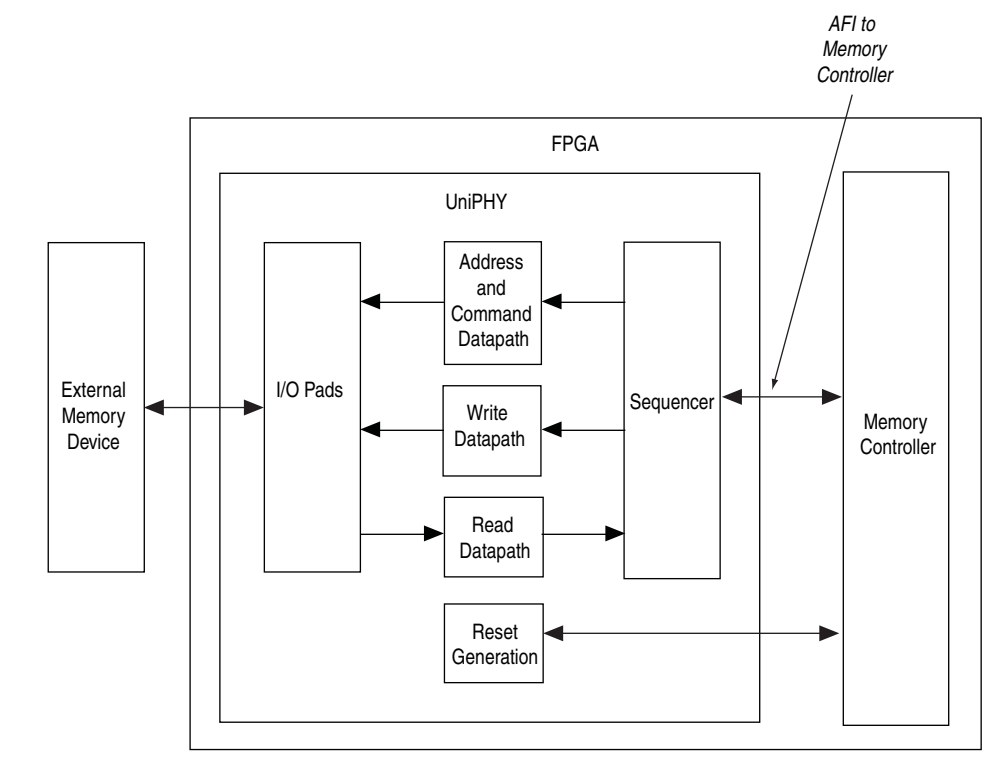 AFI to
Memory
Controller
FPGA
UniPHY
Address
and
Command
Datapath
External
Memory
Device
I/O Pads
Write
Datapath
Sequencer
Memory
Controller
Read
Datapath
Reset
Generation